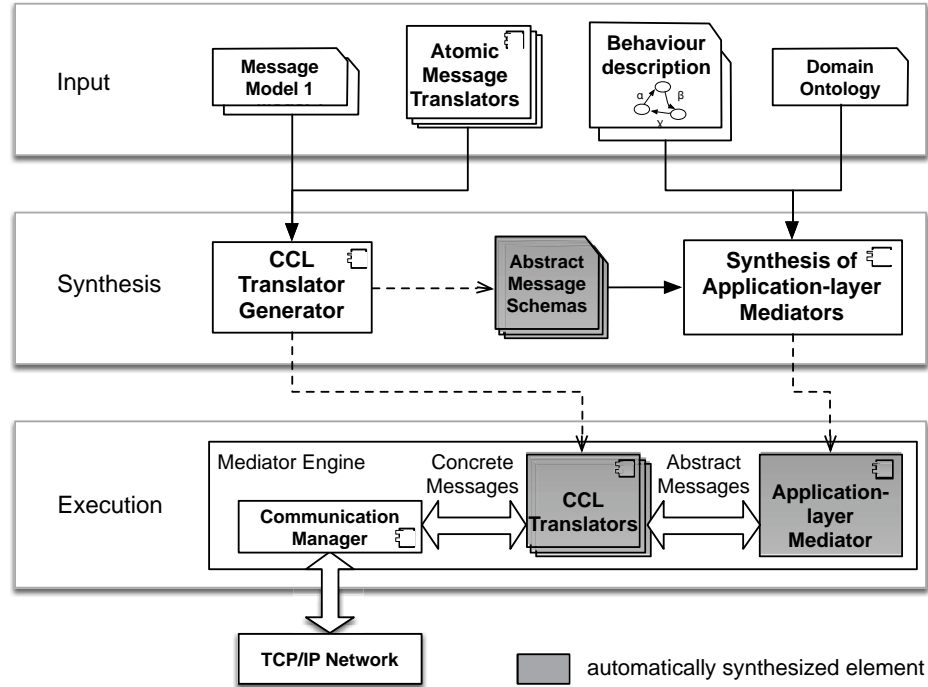 Input
Message
Model 1
Atomic
Message
Translators
Behaviour
description
α
β
γ
Domain
Ontology
Synthesis
CCL
Translator
Generator
Abstract
Message
Schemas
Synthesis of
Application-layer
Mediators
Execution
Mediator Engine
Communication
Manager
Concrete
Messages
CCL
Translators
Abstract
Messages
Application-
layer
Mediator
TCP/IP Network
automatically synthesized element